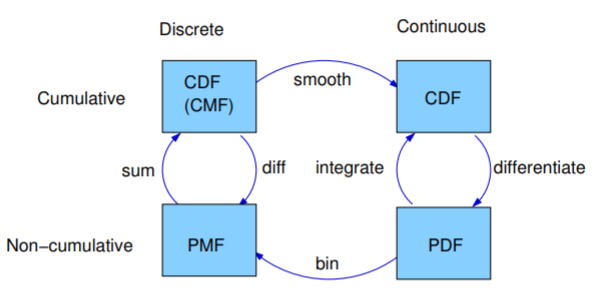 Discrete
Continuous
Cumulative
CDF
(CMF)
smooth
CDF
sum
diff
integrate
differentiate
Non−cumulative
PMF
bin
PDF